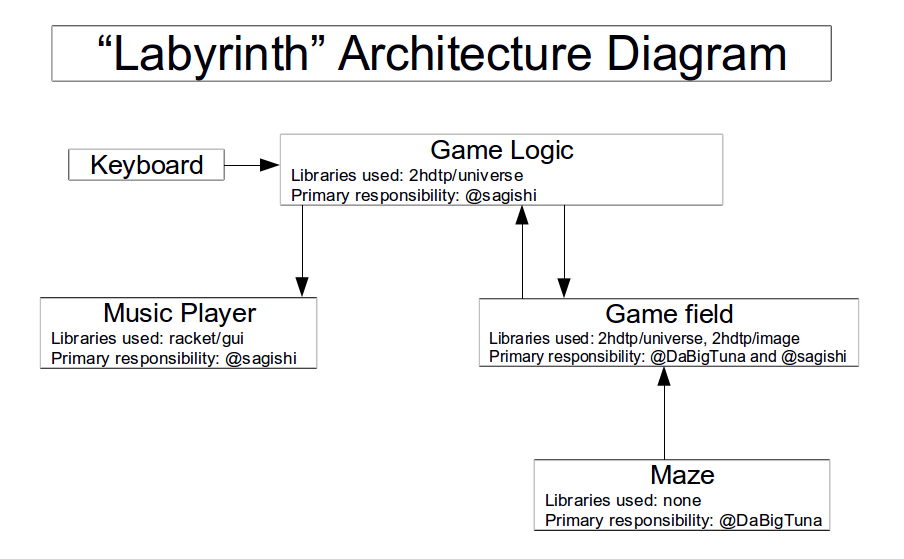 “Labyrinth” Architecture Diagram
Keyboard
Game Logic
Libraries used: 2hdtp/universe
Primary responsibility: @sagishi
Music Player
Libraries used: racket/gui
Primary responsibility: @sagishi
Game field
Libraries used: 2hdtp/universe, 2hdtp/image
Primary responsibility: @DaBigTuna and @sagishi
Maze
Libraries used: none
Primary responsibility: @DaBigTuna